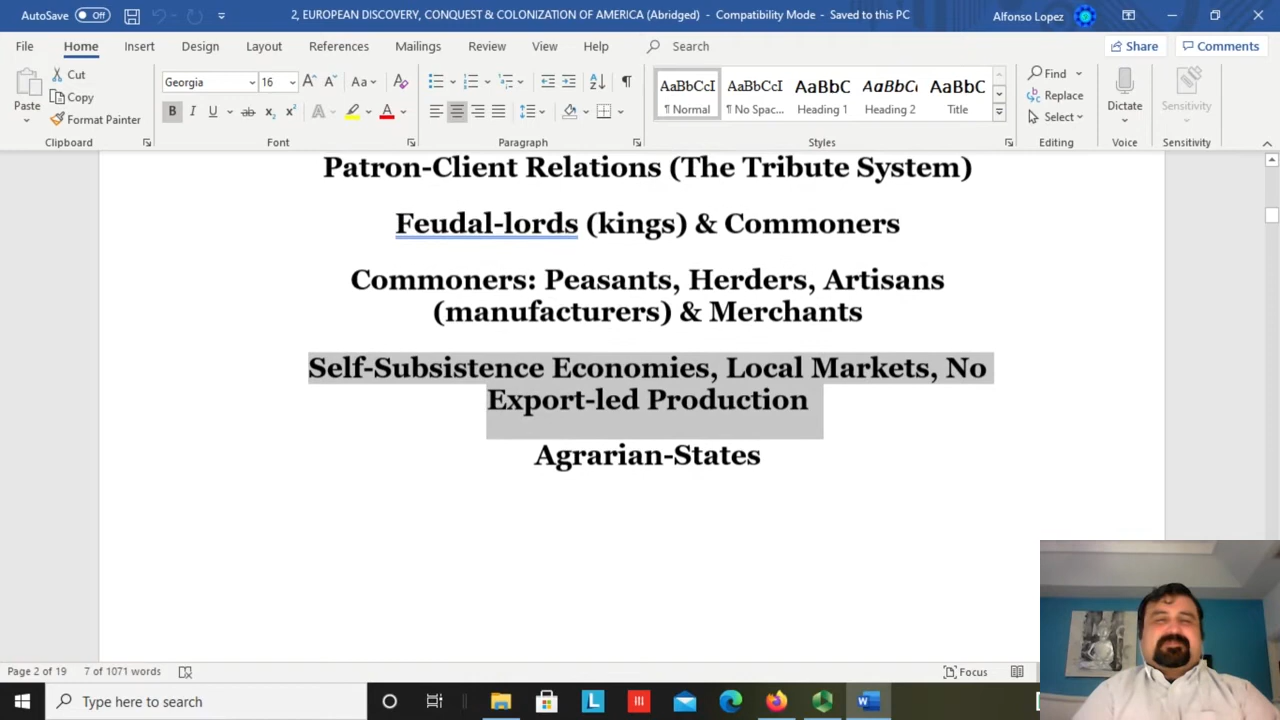 AutoSave Off 2, EUROPEAN DISCOVERY, CONQUEST & COLONIZATION OF AMERICA (Abridged) - Compatibility Mode - Saved to this PC Alfonso Lopez
File Home Insert Design Layout References Mailings Review View Help Search Share Comments
Paste Cut Copy Format Painter
Georgia 16 Aa
B I U ab x₂ x² A A
AaBbCcI AaBbCcI AaBbC AaBbCc AaBbC
¶ Normal ¶ No Spac... Heading 1 Heading 2 Title
Find Replace Select
Dictate Sensitivity
Clipboard Font Paragraph Styles Editing Voice Sensitivity
Patron-Client Relations (The Tribute System)
Feudal-lords (kings) & Commoners
Commoners: Peasants, Herders, Artisans
(manufacturers) & Merchants
Self-Subsistence Economies, Local Markets, No
Export-led Production
Agrarian-States
Page 2 of 19 7 of 1071 words Focus
Type here to search